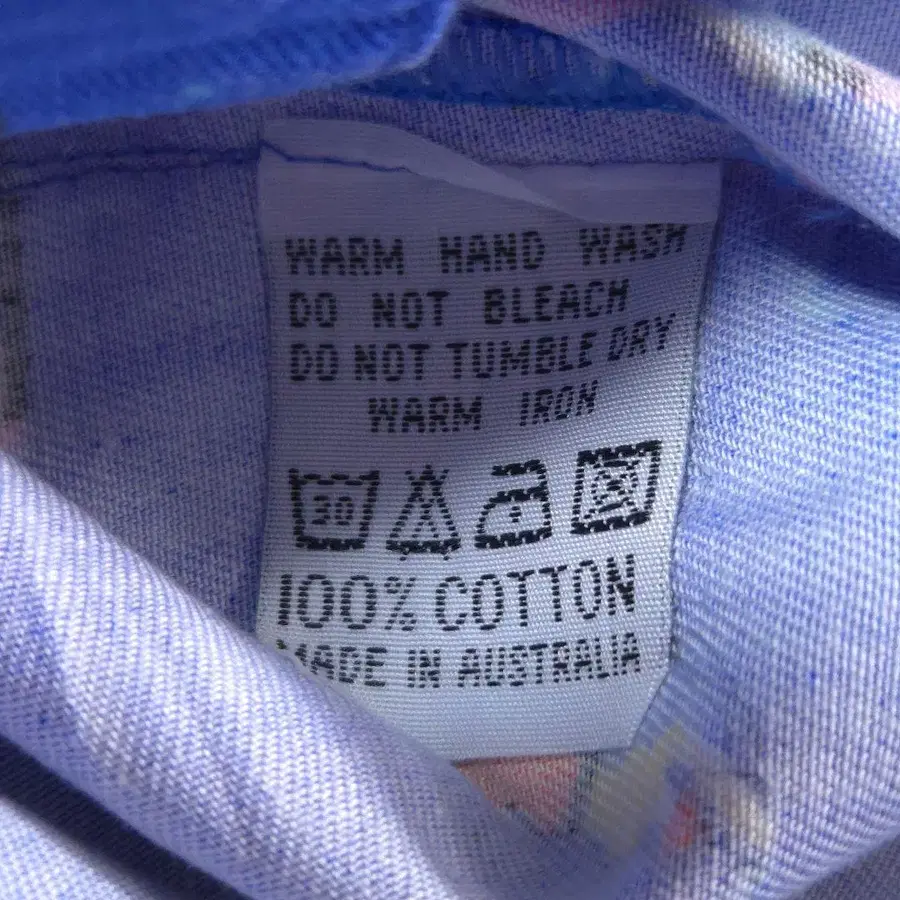 WARM HAND WASH
DO NOT BLEACH
DO NOT TUMBLE DRY
WARM IRON
30
100% COTTON
MADE IN AUSTRALIA